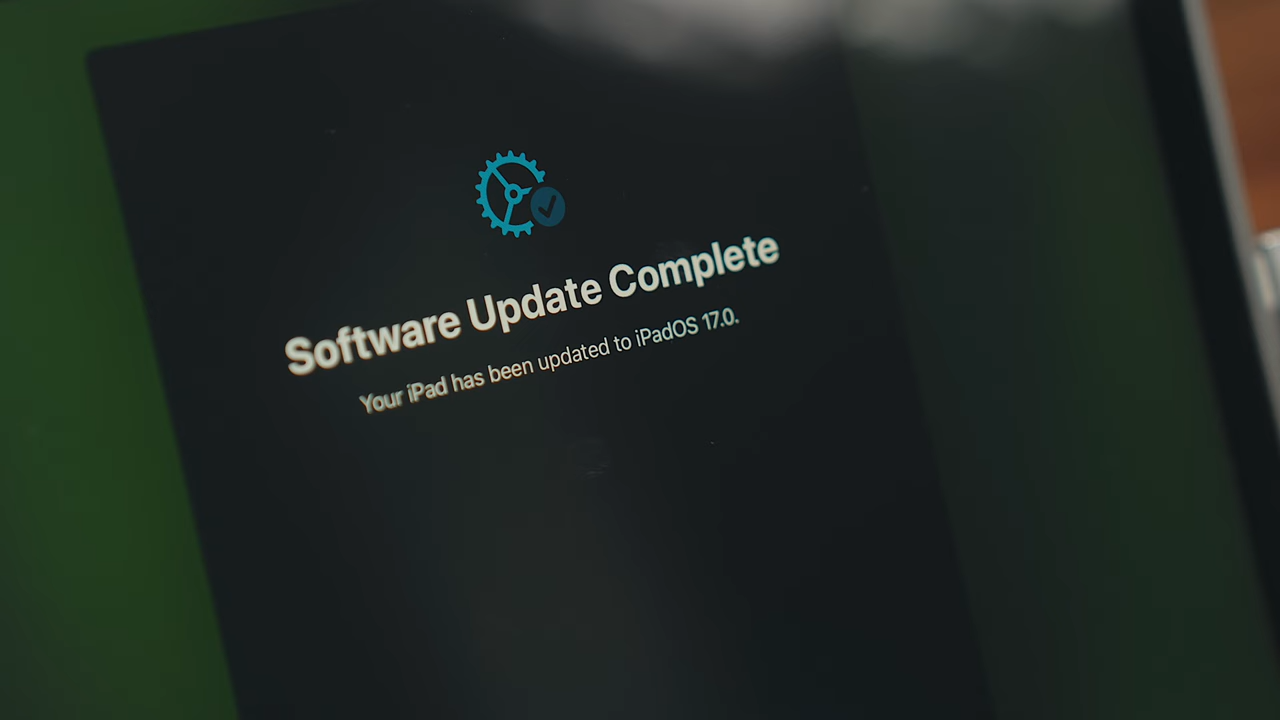 Software Update Complete
Your iPad has been updated to iPadOS 17.0.